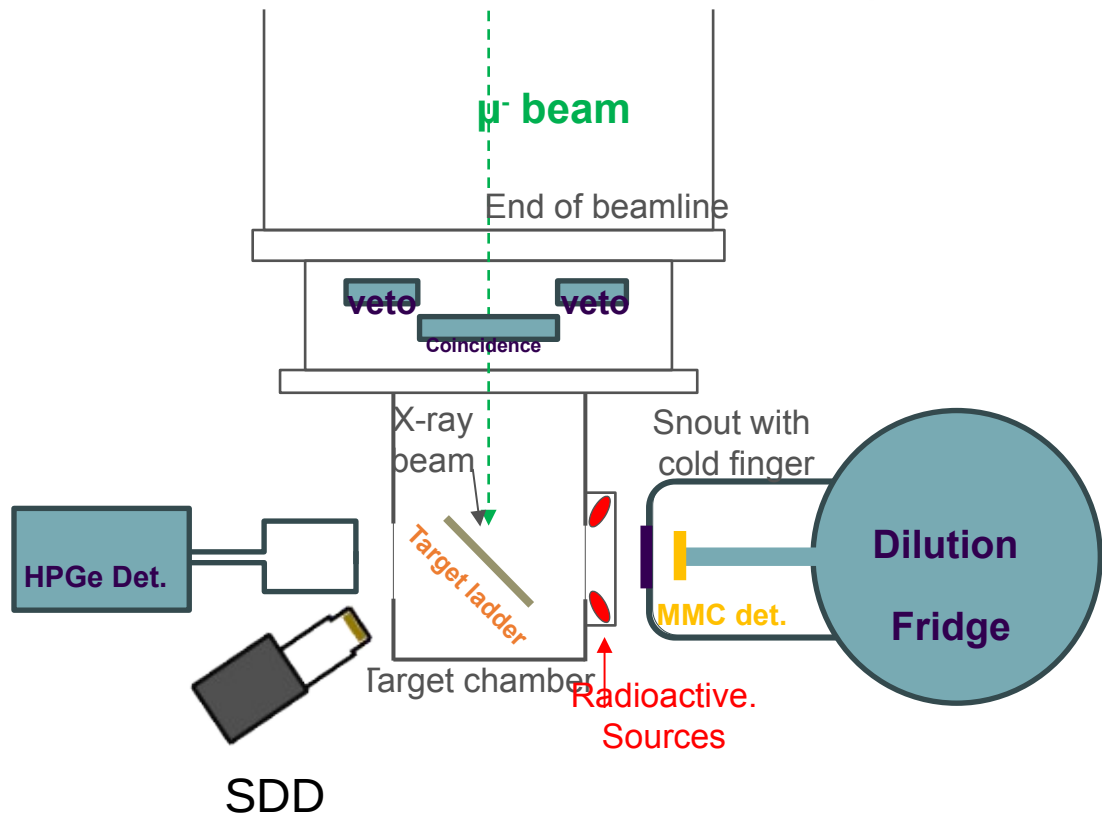 μ- beam
End of beamline
veto
veto
Coincidence
X-ray
beam
Snout with
cold finger
HPGe Det.
Target ladder
MMC det.
Dilution
Fridge
Target chamber
Radioactive.
Sources
SDD